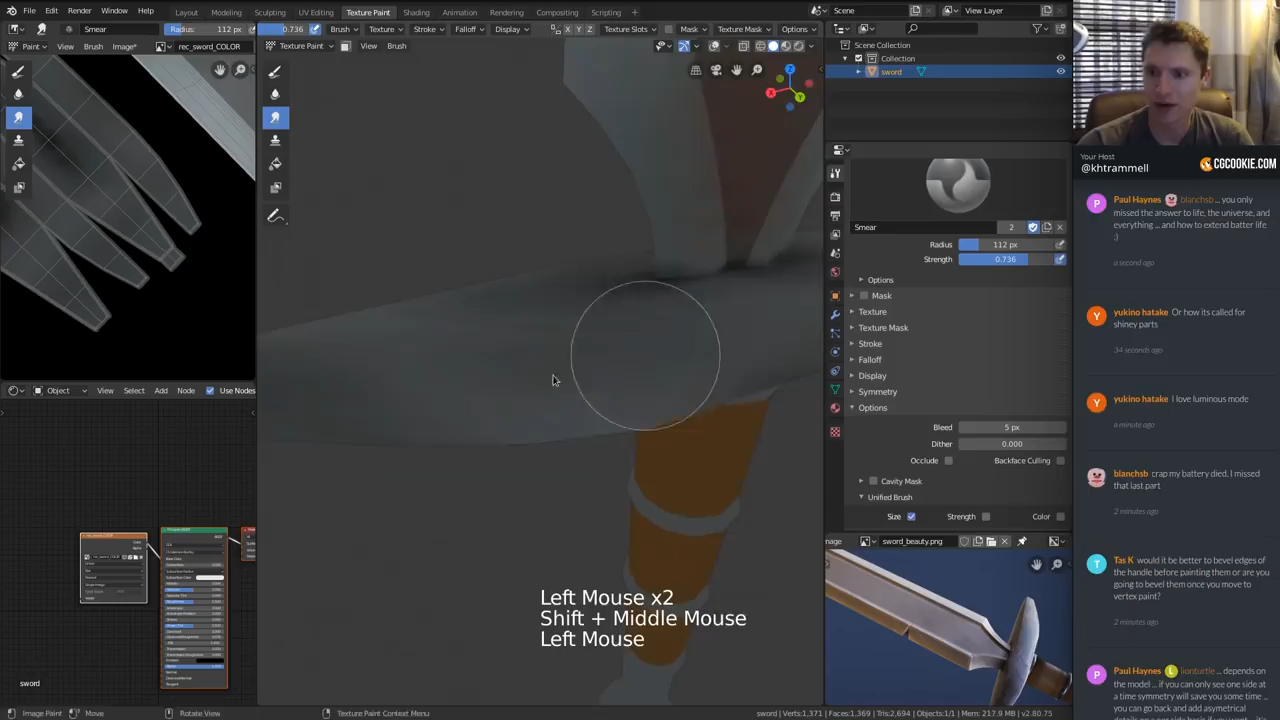 File Edit Render Window Help
Layout Modeling Sculpting UV Editing Texture Paint Shading Animation Rendering Compositing Scripting +
Scene
View Layer
Smear
Radius: 112 px
0.736
Brush
Texture
Stroke
Falloff
Display
X Y Z
Texture Slots
Mask
Texture Mask
Options
Paint
View
Brush
Image*
rec_sword_COLOR
Texture Paint
View
Brush
Scene Collection
Collection
sword
Z
X
Y
Your Host
@khtrammell
CGCOOKIE.COM
Smear
2
Radius 112 px
Strength 0.736
Options
Mask
Texture
Texture Mask
Stroke
Falloff
Display
Symmetry
Options
Bleed 5 px
Dither 0.000
Occlude
Backface Culling
Cavity Mask
Unified Brush
Size
Strength
Color
Object
View
Select
Add
Node
Use Nodes
Left Mouse x2
Shift Middle Mouse
Left Mouse
sword
mage
sword_beauty.png
P
Paul Haynes blanchsb ... you only
missed the answer to life, the universe, and
everything ... and how to extend batter life
;)
a second ago
Y
yukino hatake Or how its called for
shiney parts
34 seconds ago
Y
yukino hatake I love luminous mode
a minute ago
blanchsb crap my battery died. I missed
that last part
2 minutes ago
T
Tas K would it be better to bevel edges of
the handle before painting them or are you
going to bevel them once you move to
vertex paint?
2 minutes ago
P
Paul Haynes L lionturtle ... depends on
the model ... if you can only see one side at
a time symmetry will save you some time ...
you can go back and add asymetrical
Image Paint
Move
Rotate View
Texture Paint Context Menu
sword | Verts:1,371 | Faces:1,369 | Tris:2,694 | Objects:1/1 | Mem: 217.9 MB | v2.80.75